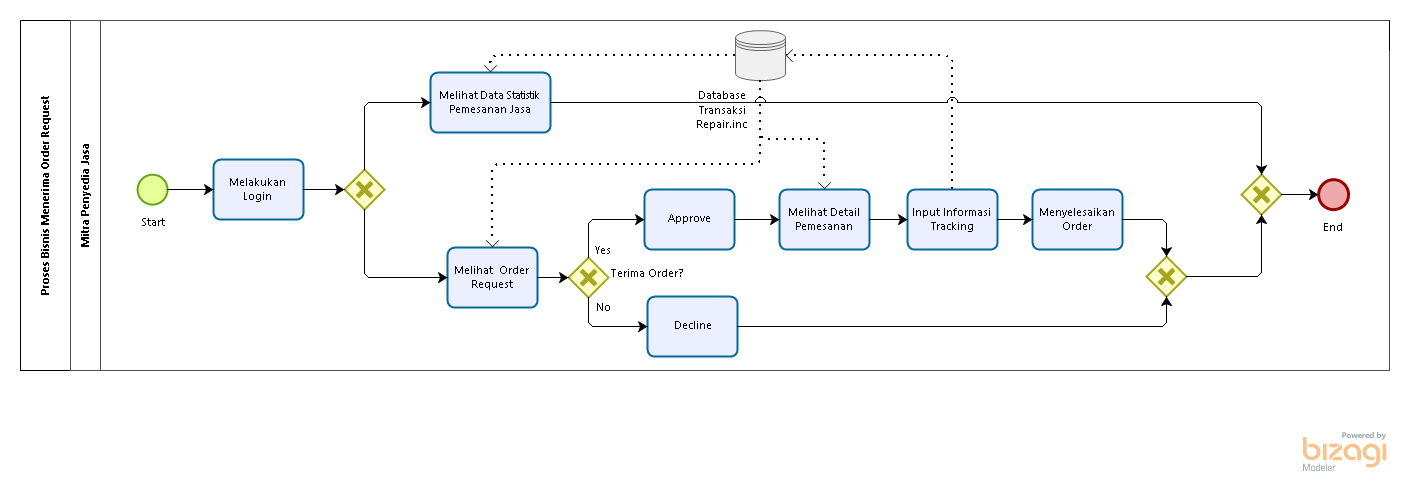 Proses Bisnis Menerima Order Request
Mitra Penyedia Jasa
Start
Melakukan
Login
Melihat Data Statistik
Pemesanan Jasa
Database
Transaksi
Repair.inc
Melihat Order
Request
Yes
Terima Order?
No
Approve
Decline
Melihat Detail
Pemesanan
Input Informasi
Tracking
Menyelesaikan
Order
End
Powered by
bizagi
Modeler